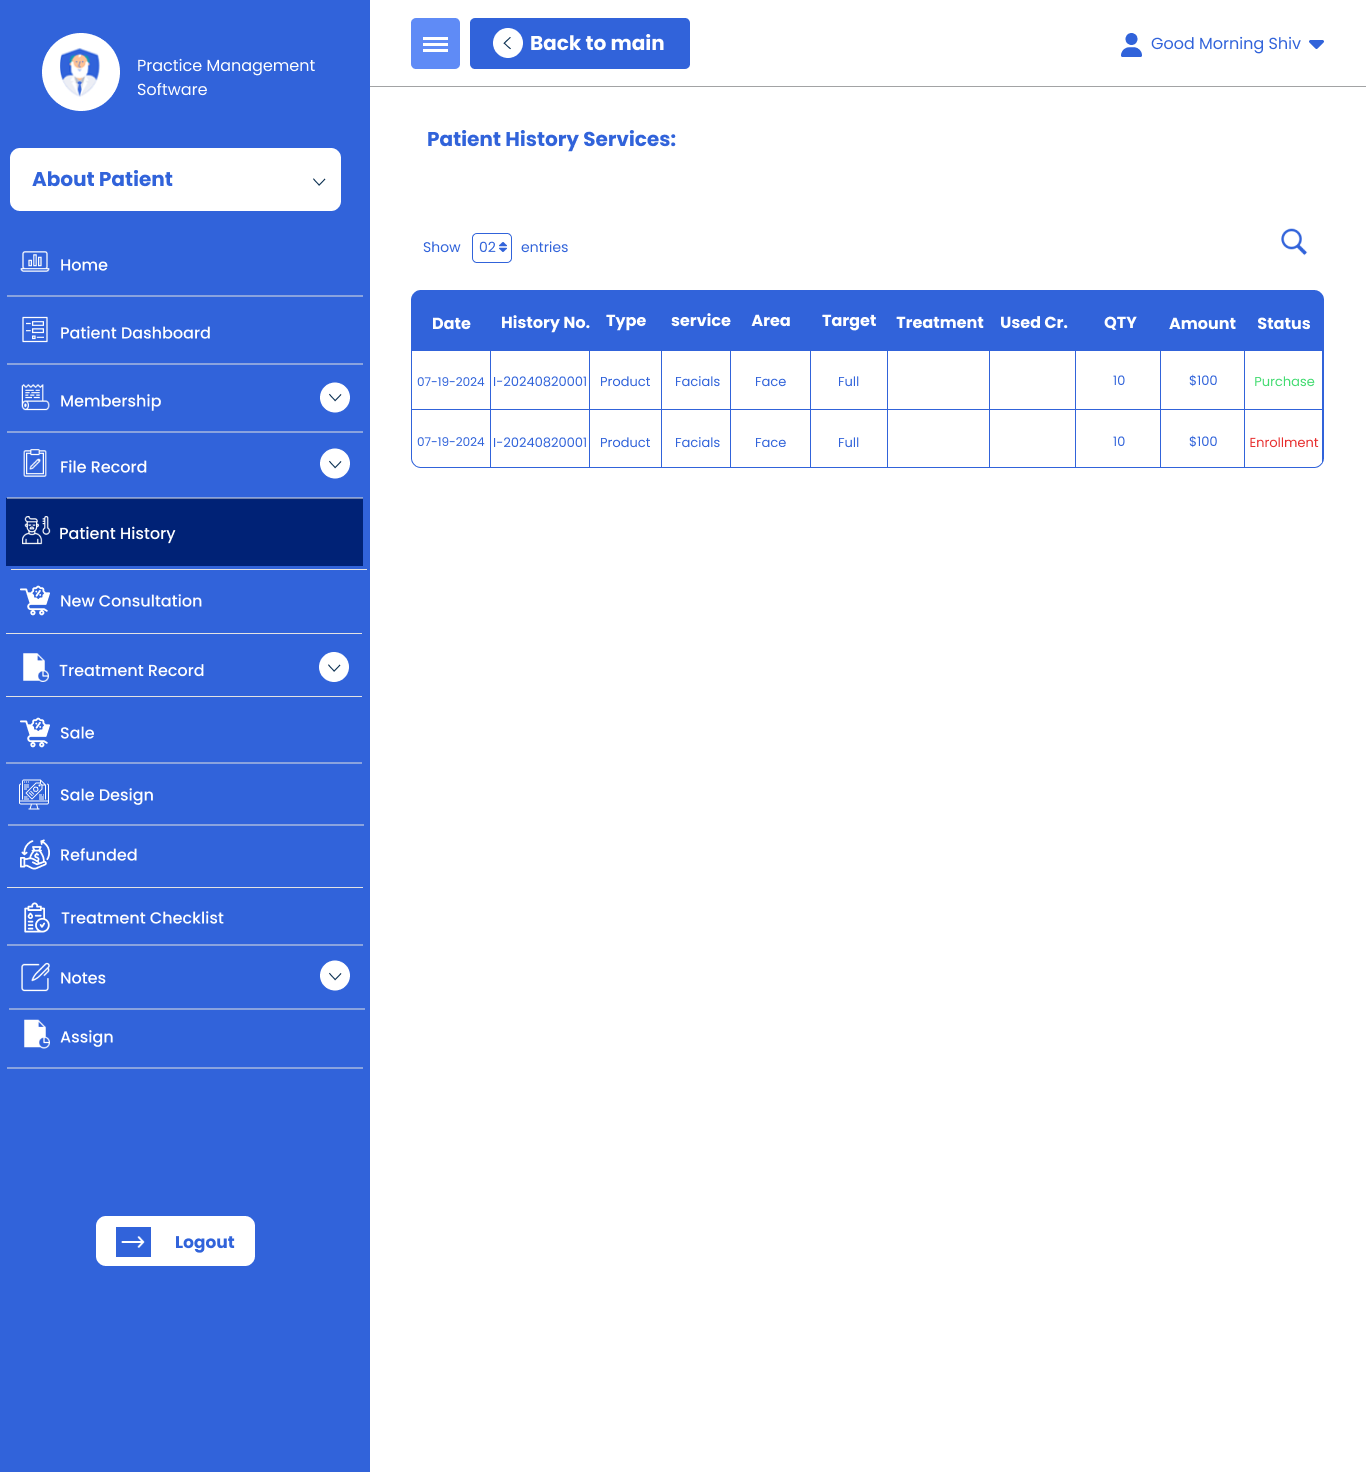 Practice Management
Software
About Patient
Home
Patient Dashboard
Membership
File Record
Patient History
New Consultation
Treatment Record
Sale
Sale Design
Refunded
Treatment Checklist
Notes
Assign
Logout
Back to main
Good Morning Shiv
Patient History Services:
Show 02 entries
Date History No. Type service Area Target Treatment Used Cr. QTY Amount Status
07-19-2024 I-20240820001 Product Facials Face Full 10 $100 Purchase
07-19-2024 I-20240820001 Product Facials Face Full 10 $100 Enrollment